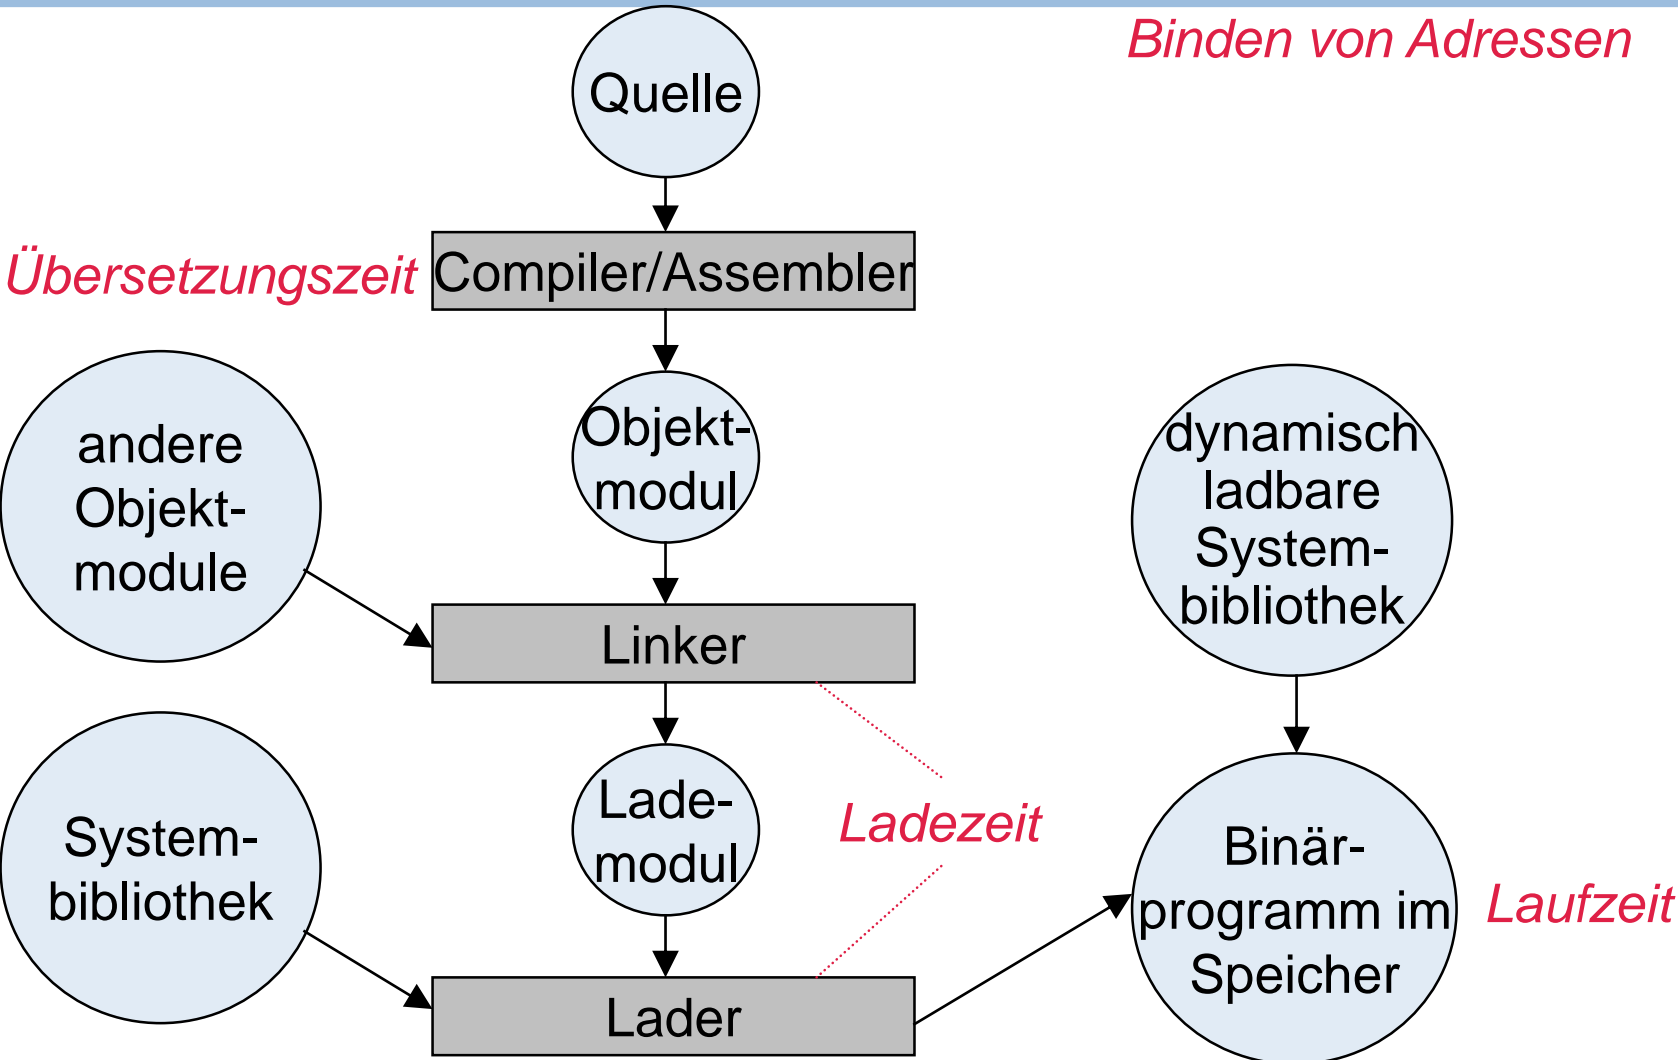 Binden von Adressen
Quelle
Übersetzungszeit
Compiler/Assembler
andere
Objekt-
module
Objekt-
modul
dynamisch
ladbare
System-
bibliothek
Linker
System-
bibliothek
Lade-
modul
Ladezeit
Binär-
programm im
Speicher
Laufzeit
Lader